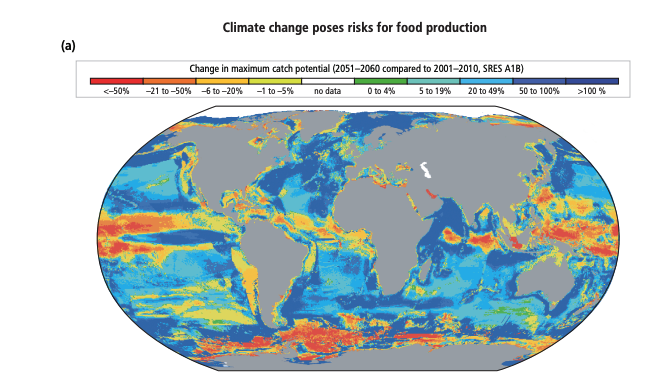 Climate change poses risks for food production
(a)
Change in maximum catch potential (2051–2060 compared to 2001–2010, SRES A1B)
<–50% –21 to –50% –6 to –20% –1 to –5% no data 0 to 4% 5 to 19% 20 to 49% 50 to 100% >100 %